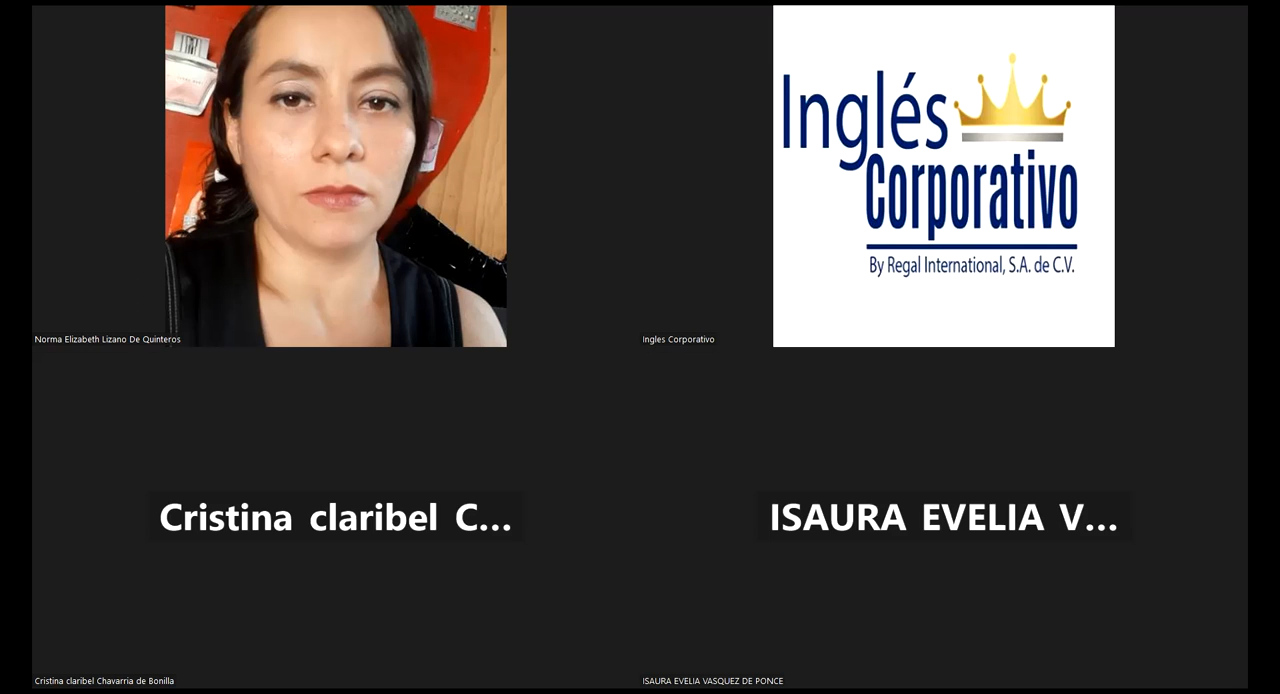 Inglés
Corporativo
By Regal International, S.A. de C.V.
Norma Elizabeth Lizano De Quinteros
Ingles Corporativo
Cristina claribel C...
ISAURA EVELIA V...
Cristina claribel Chavarria de Bonilla
ISAURA EVELIA VASQUEZ DE PONCE